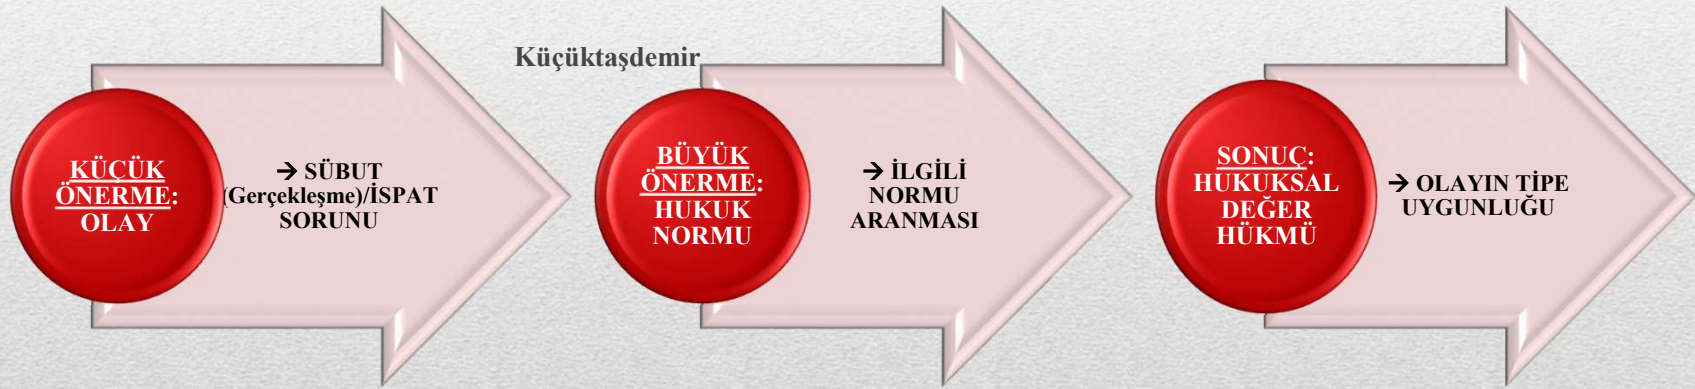 Küçüktaşdemir
KÜÇÜK
ÖNERME:
OLAY
→ SÜBUT
(Gerçekleşme)/İSPAT
SORUNU
BÜYÜK
ÖNERME:
HUKUK
NORMU
→ İLGİLİ
NORMU
ARANMASI
SONUÇ:
HUKUKSAL
DEĞER
HÜKMÜ
→ OLAYIN TİPE
UYGUNLUĞU